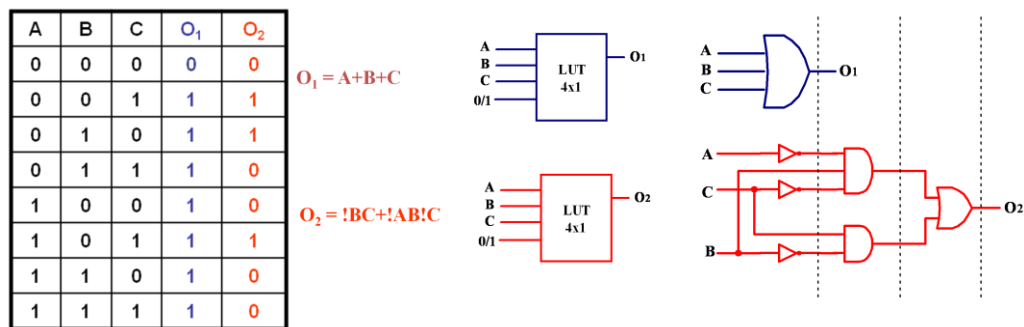 A B C O₁ O₂
0 0 0 0 0
0 0 1 1 1
0 1 0 1 1
0 1 1 1 0
1 0 0 1 0
1 0 1 1 1
1 1 0 1 0
1 1 1 1 0
O₁ = A+B+C
O₂ = !BC+!AB!C
A
B
C
0/1
LUT
4x1
O₁
A
B
C
0/1
LUT
4x1
O₂
A
B
C
O₁
A
C
B
O₂